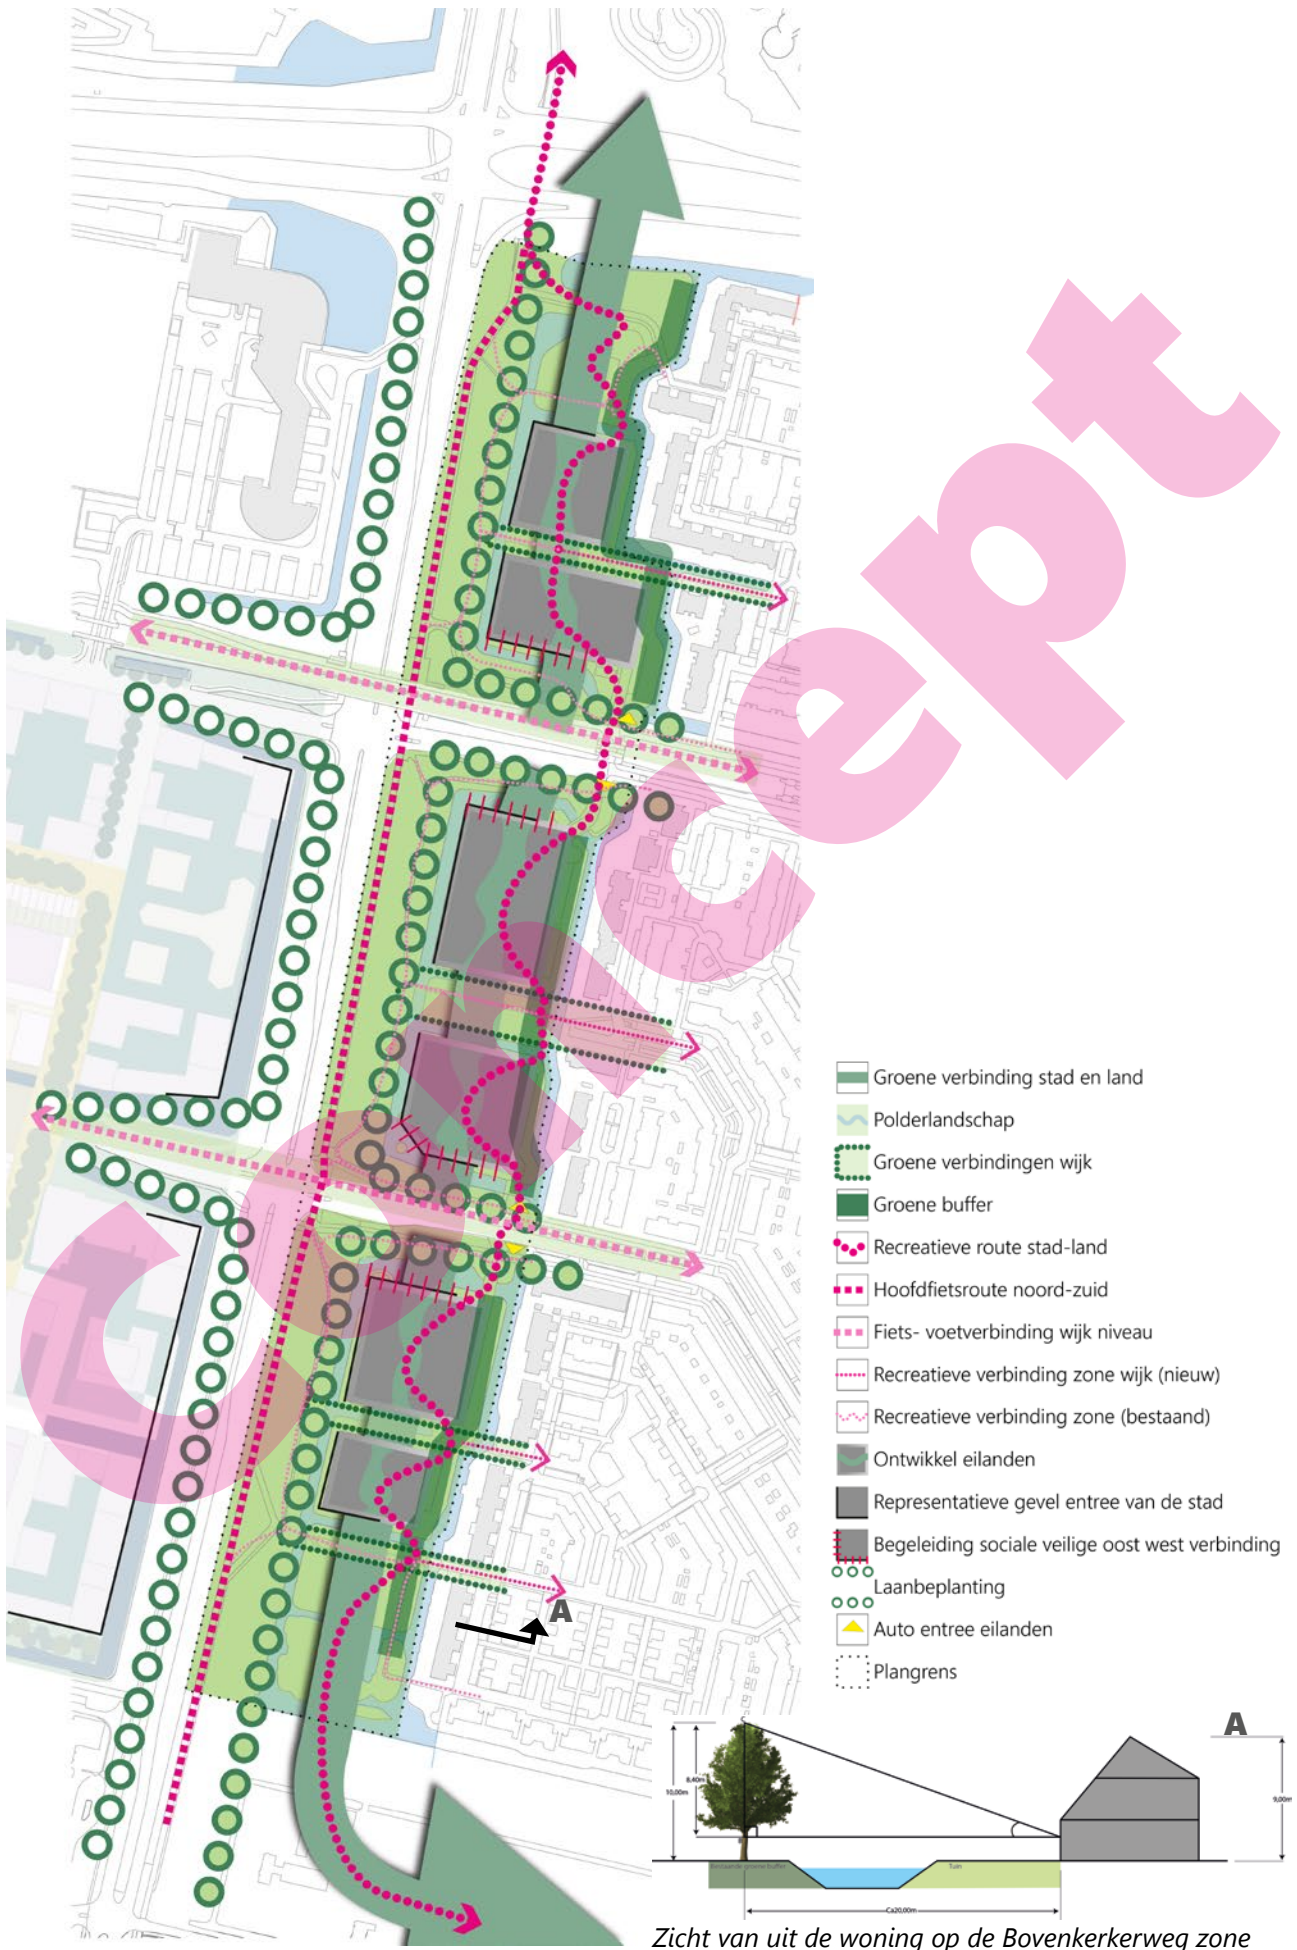 Concept
Groene verbinding stad en land
Polderlandschap
Groene verbindingen wijk
Groene buffer
Recreatieve route stad-land
Hoofdfietsroute noord-zuid
Fiets- voetverbinding wijk niveau
Recreatieve verbinding zone wijk (nieuw)
Recreatieve verbinding zone (bestaand)
Ontwikkel eilanden
Representatieve gevel entree van de stad
Begeleiding sociale veilige oost west verbinding
Laanbeplanting
Auto entree eilanden
Plangrens
A
A
10,00m
8,40m
9,00m
Bestaande groene buffer
Tuin
Ca20,00m
Zicht van uit de woning op de Bovenkerkerweg zone